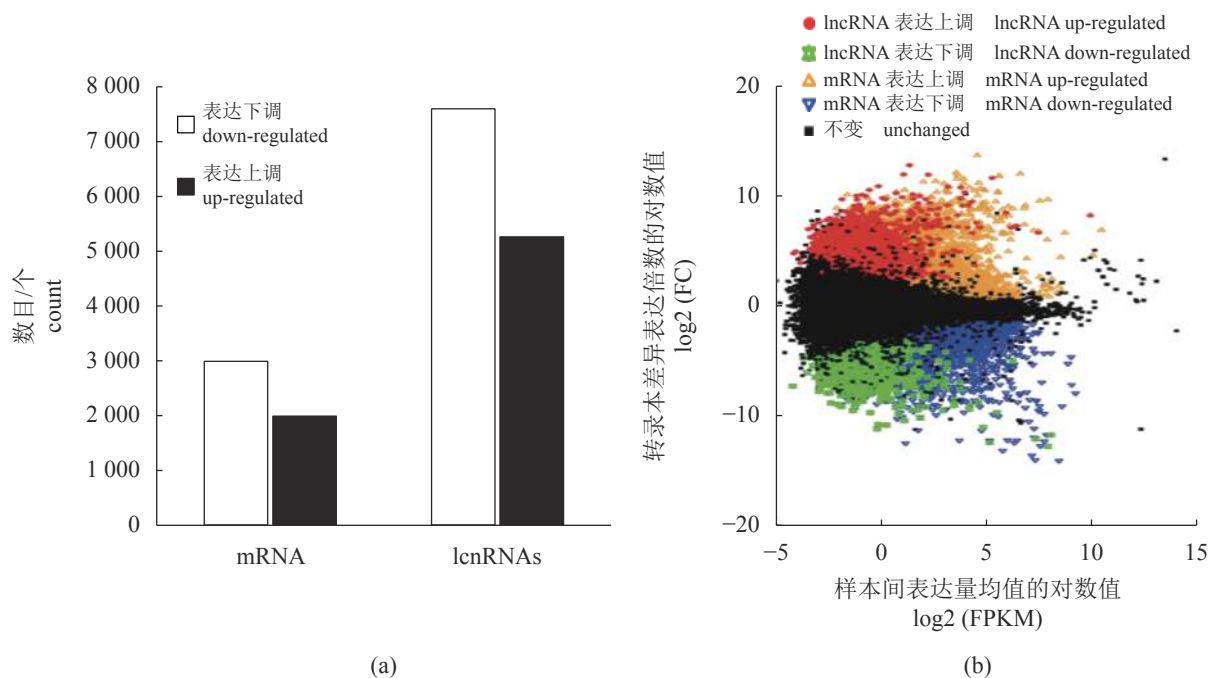 8 000
7 000
6 000
5 000
4 000
3 000
2 000
1 000
0
数目/个
count
表达下调
down-regulated
表达上调
up-regulated
mRNA
lcnRNAs
(a)
lncRNA 表达上调 lncRNA up-regulated
lncRNA 表达下调 lncRNA down-regulated
mRNA 表达上调 mRNA up-regulated
mRNA 表达下调 mRNA down-regulated
不变 unchanged
20
10
0
−10
−20
转录本差异表达倍数的对数值
log2 (FC)
−5
0
5
10
15
样本间表达量均值的对数值
log2 (FPKM)
(b)